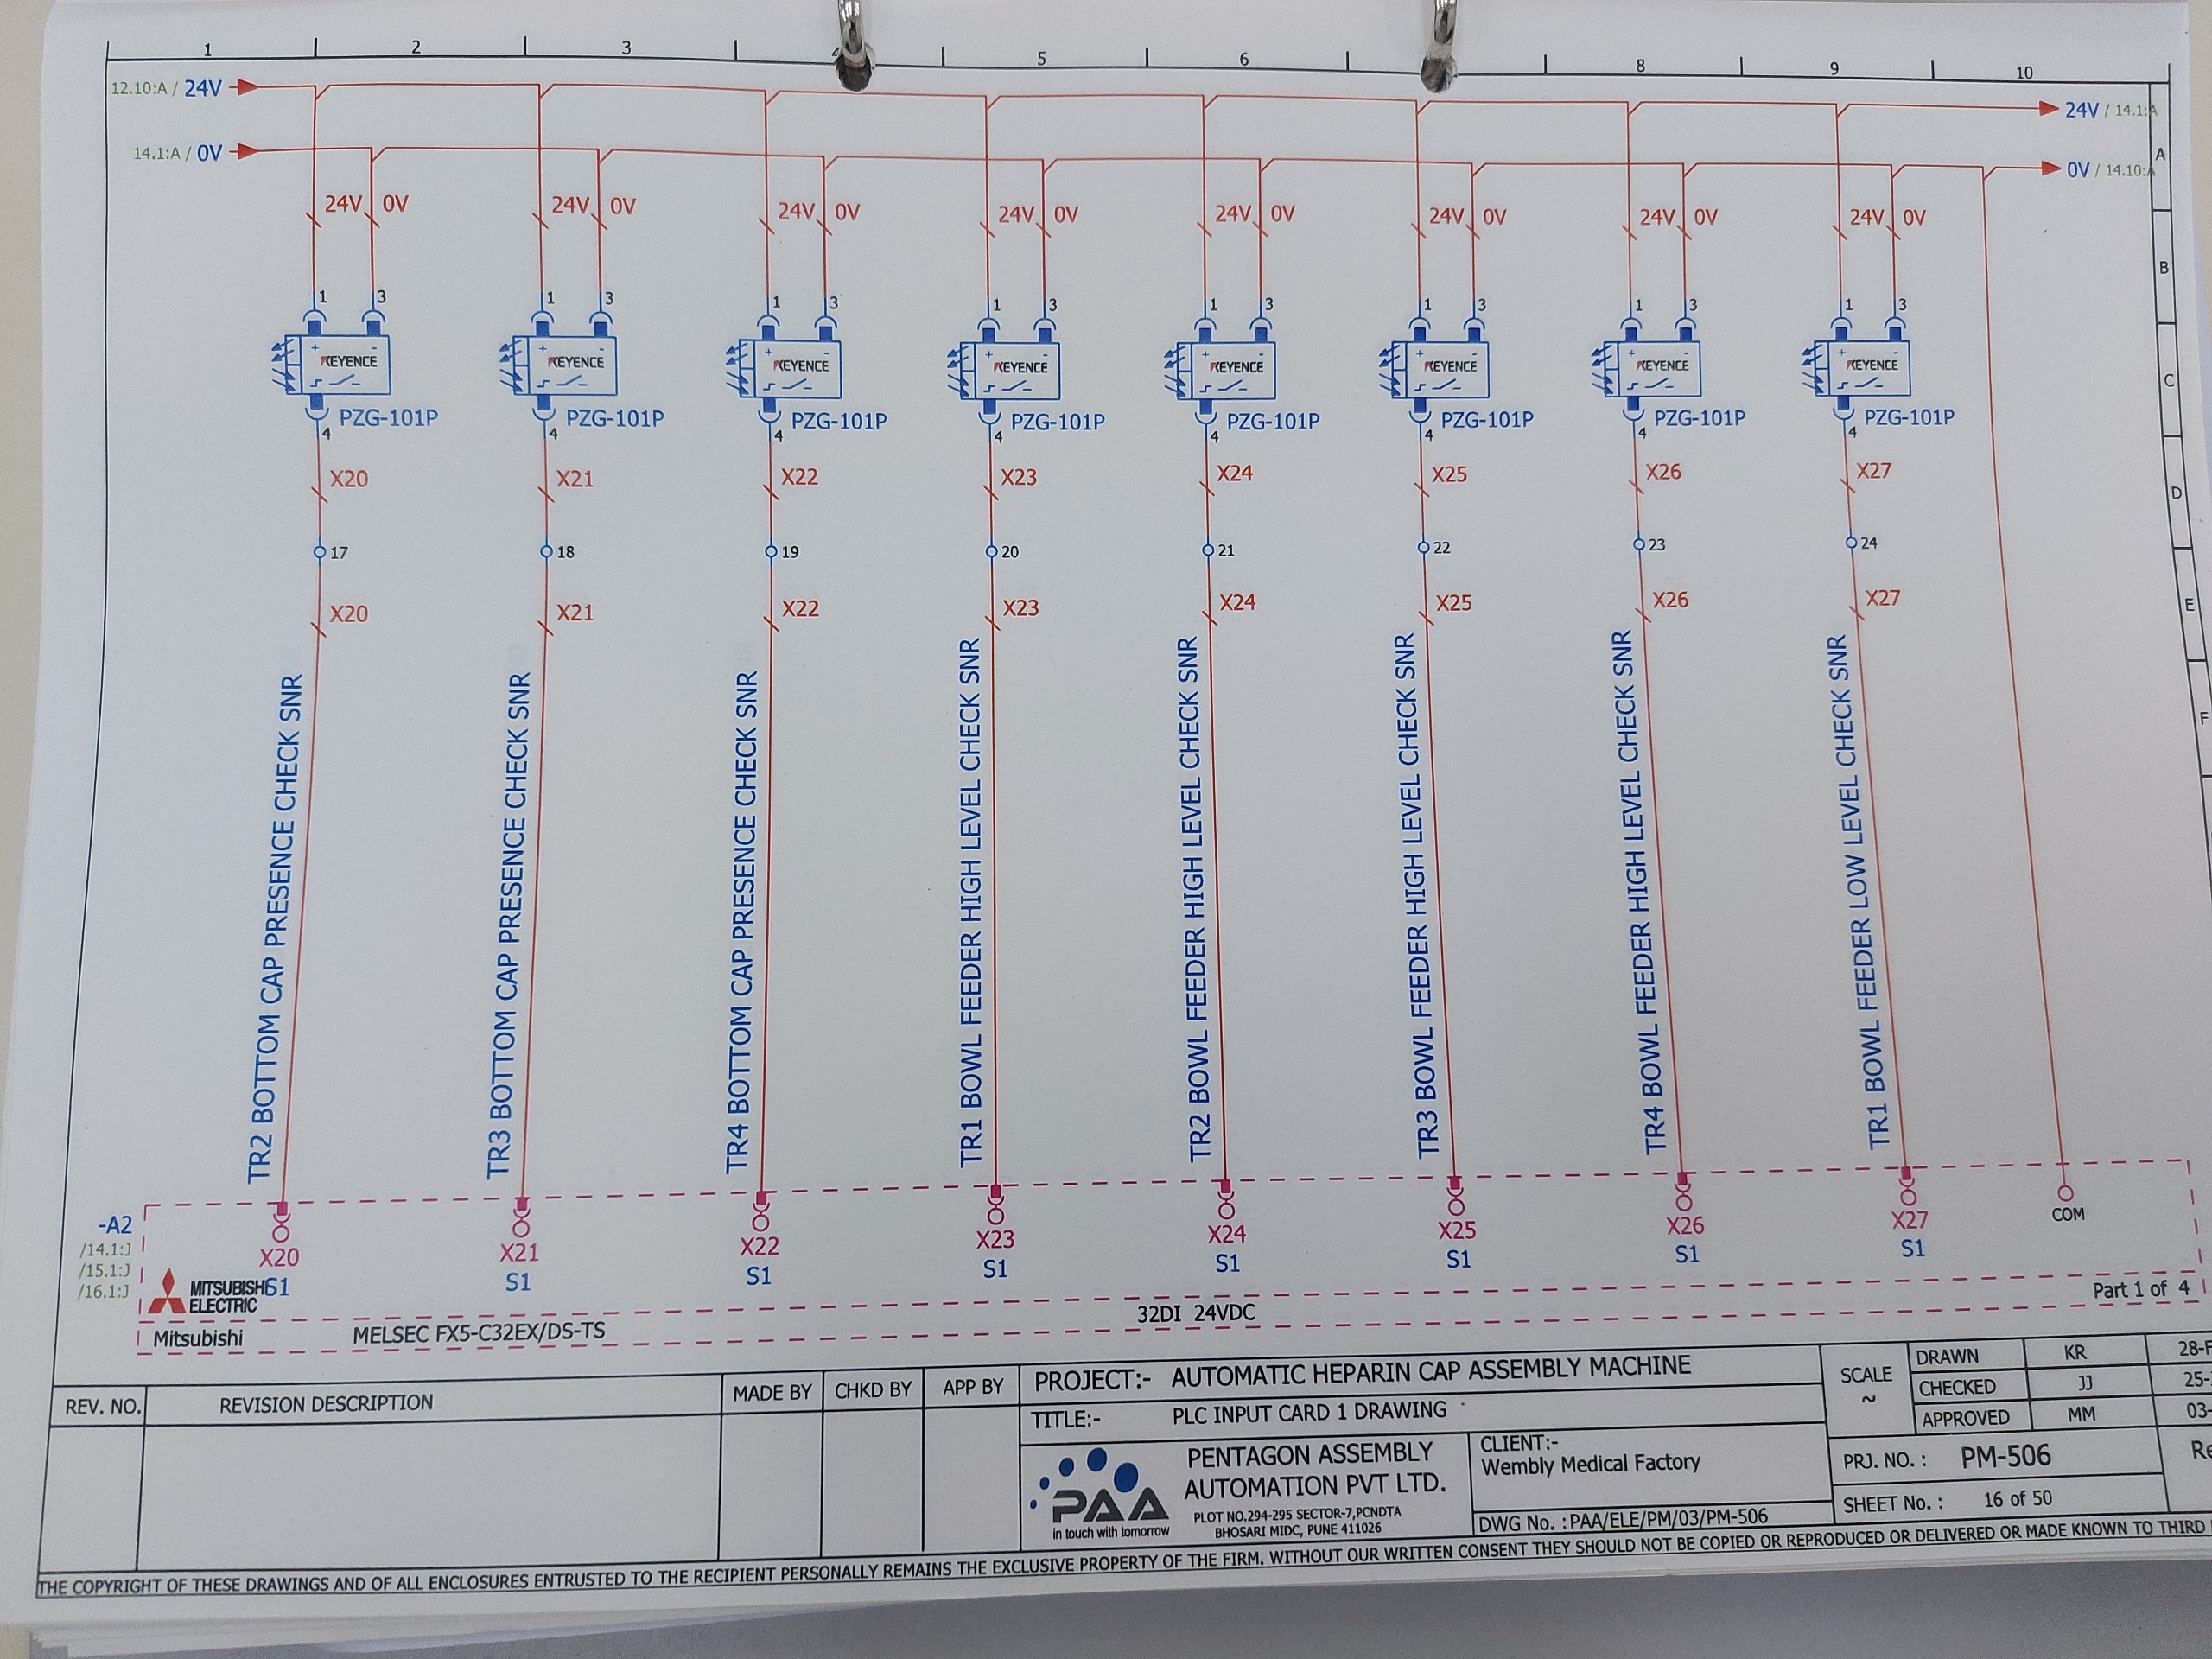 1 2 3 5 6 8 9 10
12.10:A / 24V
24V / 14.1:A
14.1:A / 0V
0V / 14.10:A
A
24V 0V 24V 0V 24V 0V 24V 0V 24V 0V 24V 0V 24V 0V 24V 0V
B
1 3 1 3 1 3 1 3 1 3 1 3 1 3 1 3
+ - + - + - + - + - + - + - + -
KEYENCE KEYENCE KEYENCE KEYENCE KEYENCE KEYENCE KEYENCE KEYENCE
C
PZG-101P PZG-101P PZG-101P PZG-101P PZG-101P PZG-101P PZG-101P PZG-101P
4 4 4 4 4 4 4 4
X20 X21 X22 X23 X24 X25 X26 X27
D
17 18 19 20 21 22 23 24
X20 X21 X22 X23 X24 X25 X26 X27
E
F
TR2 BOTTOM CAP PRESENCE CHECK SNR
TR3 BOTTOM CAP PRESENCE CHECK SNR
TR4 BOTTOM CAP PRESENCE CHECK SNR
TR1 BOWL FEEDER HIGH LEVEL CHECK SNR
TR2 BOWL FEEDER HIGH LEVEL CHECK SNR
TR3 BOWL FEEDER HIGH LEVEL CHECK SNR
TR4 BOWL FEEDER HIGH LEVEL CHECK SNR
TR1 BOWL FEEDER LOW LEVEL CHECK SNR
-A2
/14.1:J
/15.1:J
/16.1:J
X20 X21 X22 X23 X24 X25 X26 X27 COM
S1 S1 S1 S1 S1 S1 S1 S1
MITSUBISHI
ELECTRIC
32DI 24VDC
Part 1 of 4
Mitsubishi MELSEC FX5-C32EX/DS-TS
REV. NO. REVISION DESCRIPTION MADE BY CHKD BY APP BY
PROJECT:- AUTOMATIC HEPARIN CAP ASSEMBLY MACHINE
TITLE:- PLC INPUT CARD 1 DRAWING
PAA
in touch with tomorrow
PENTAGON ASSEMBLY
AUTOMATION PVT LTD.
PLOT NO.294-295 SECTOR-7,PCNDTA
BHOSARI MIDC, PUNE 411026
CLIENT:-
Wembly Medical Factory
DWG No. :PAA/ELE/PM/03/PM-506
SCALE
~
DRAWN KR 28-
CHECKED JJ 25-
APPROVED MM 03-
PRJ. NO. : PM-506
Re
SHEET No. : 16 of 50
THE COPYRIGHT OF THESE DRAWINGS AND OF ALL ENCLOSURES ENTRUSTED TO THE RECIPIENT PERSONALLY REMAINS THE EXCLUSIVE PROPERTY OF THE FIRM. WITHOUT OUR WRITTEN CONSENT THEY SHOULD NOT BE COPIED OR REPRODUCED OR DELIVERED OR MADE KNOWN TO THIRD